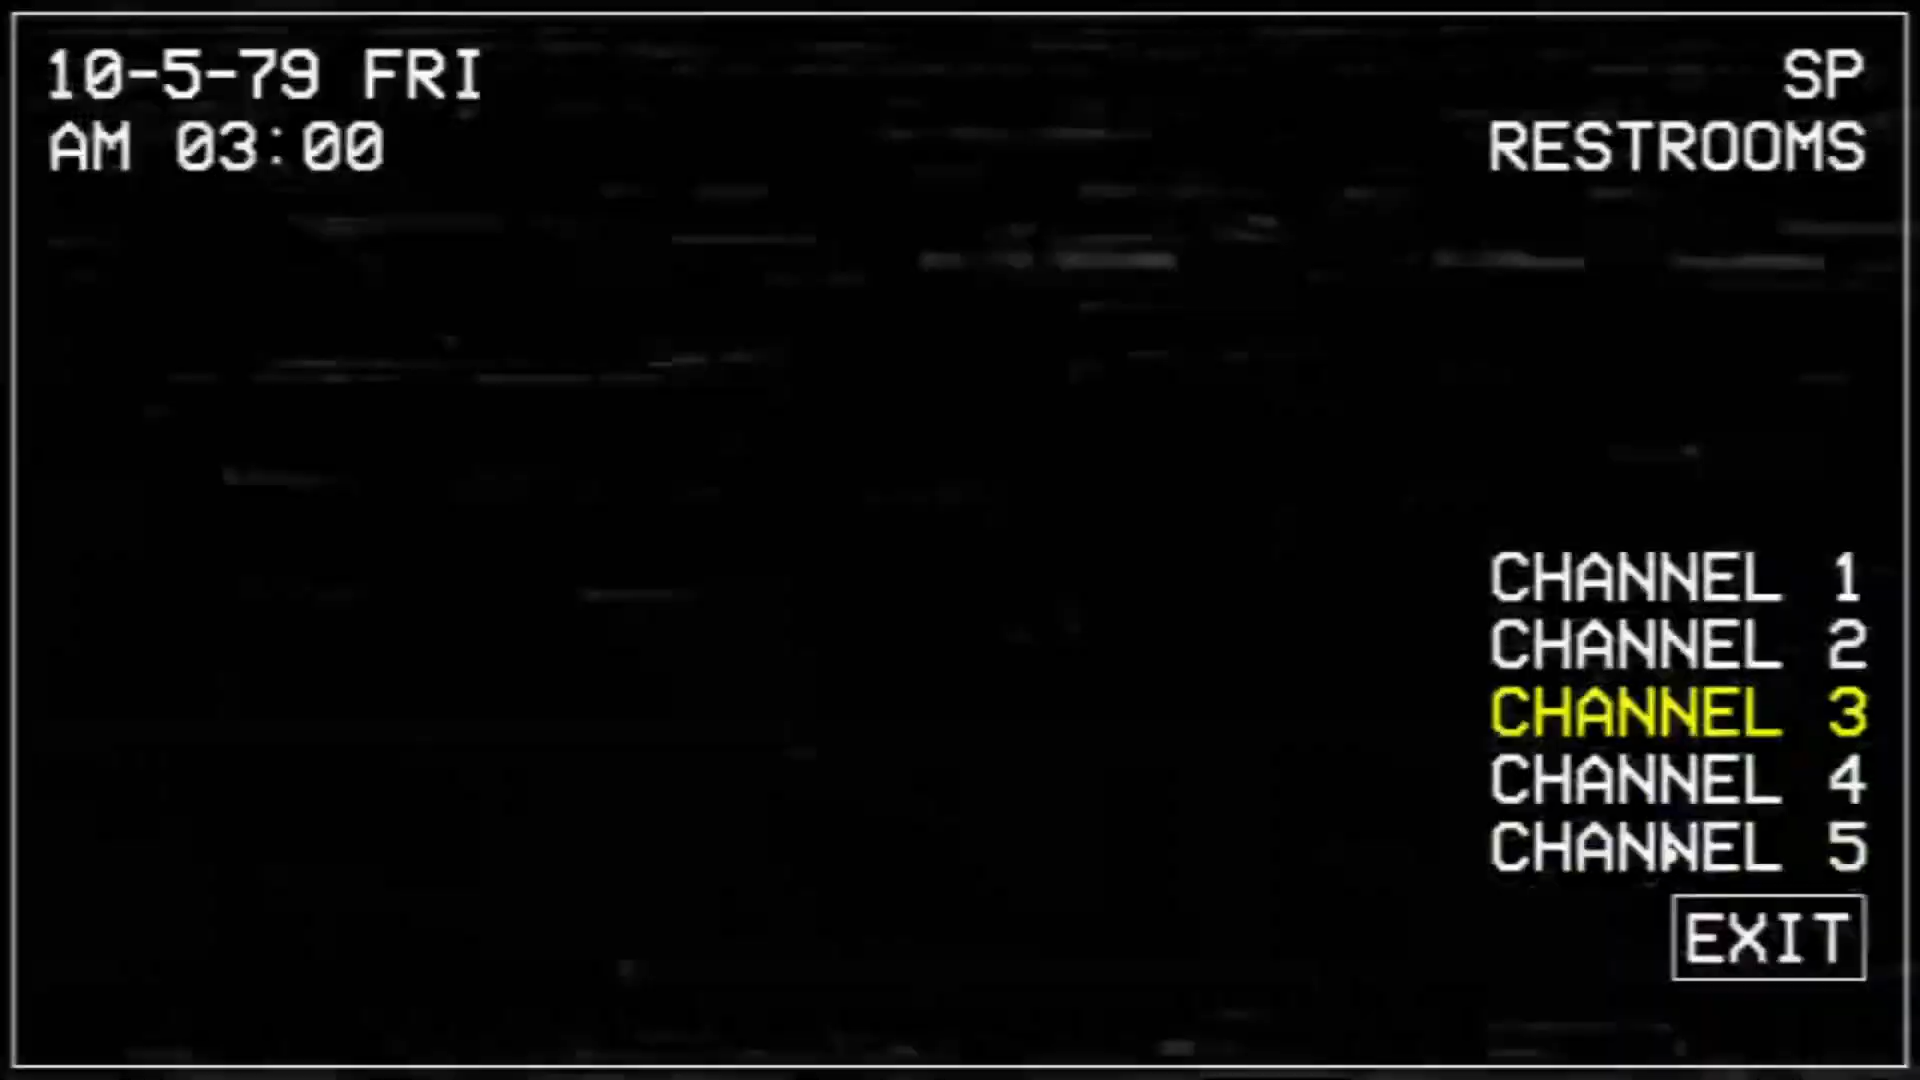 10-5-79 FRI
AM 03:00
SP
RESTROOMS
CHANNEL 1
CHANNEL 2
CHANNEL 3
CHANNEL 4
CHANNEL 5
EXIT